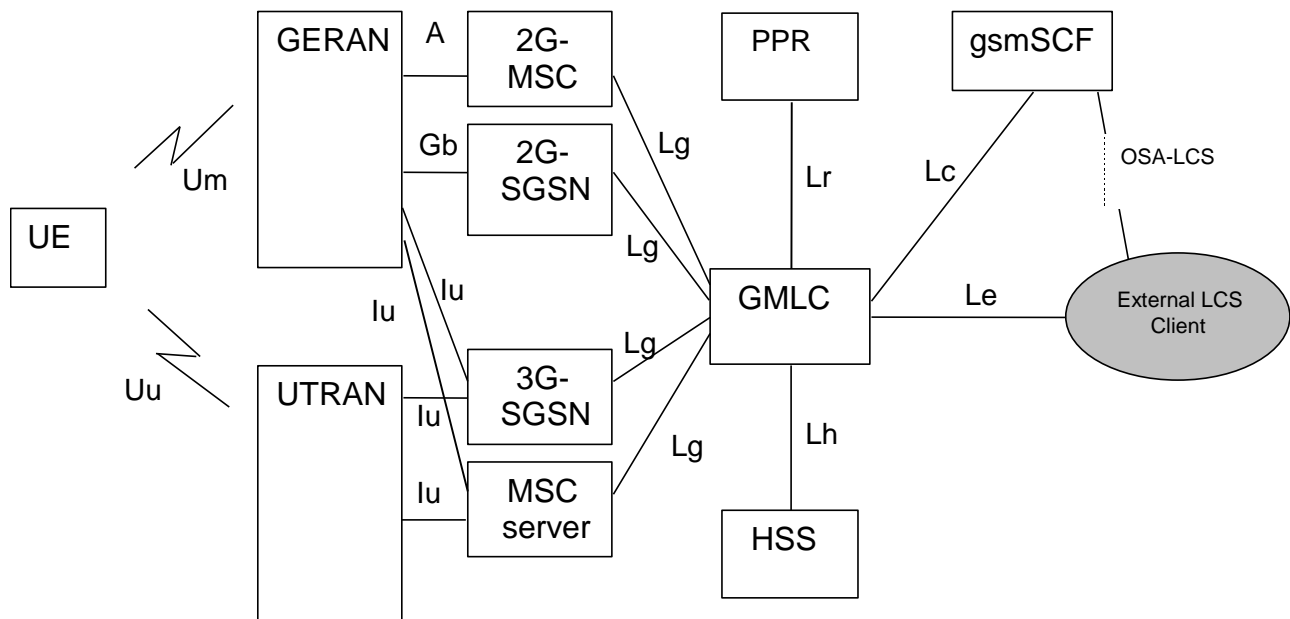 GERAN
A
2G-
MSC
PPR
gsmSCF
Gb
2G-
SGSN
Lg
Um
Lr
Lc
OSA-LCS
UE
Lg
Iu
Iu
GMLC
Le
External LCS
Client
Uu
UTRAN
Iu
3G-
SGSN
Lg
Lg
Lh
Iu
MSC
server
HSS